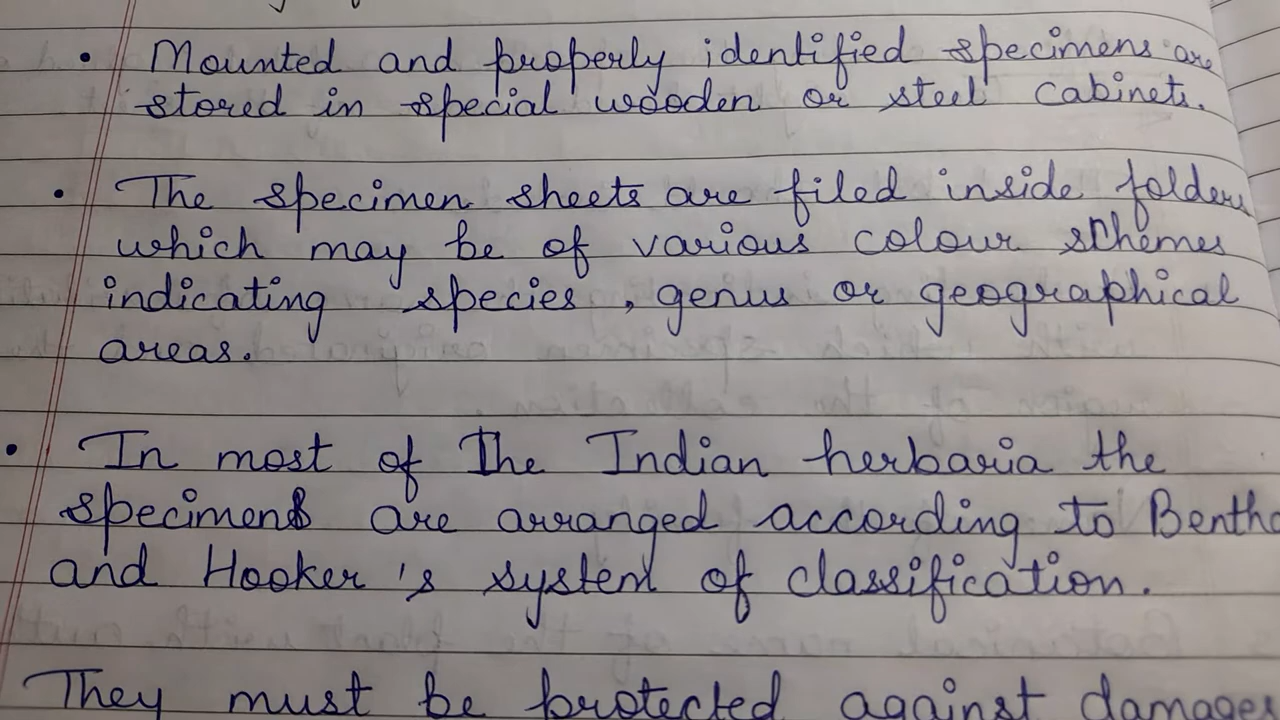 • Mounted and properly identified specimens are
stored in special wooden or steel cabinets.
• The specimen sheets are filed inside folders
which may be of various colour schemes
indicating species, genus or geographical
areas.
• In most of the Indian herbaria the
specimens are arranged according to Bentha
and Hooker's system of classification.
They must be protected against damages